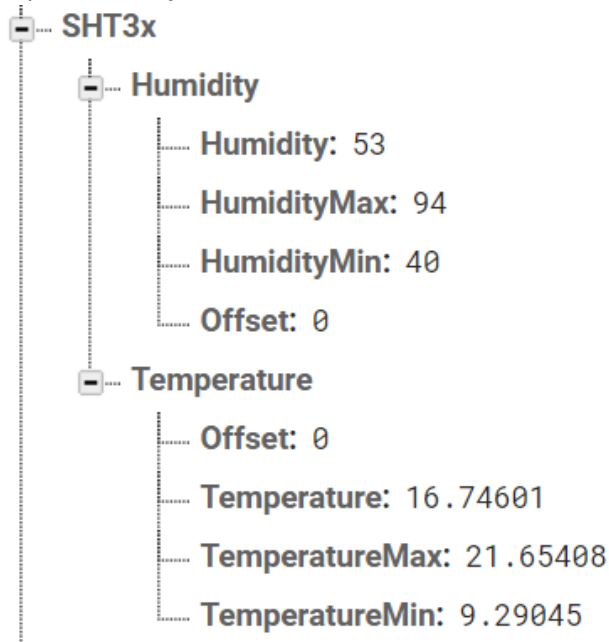 SHT3x
Humidity
Humidity: 53
HumidityMax: 94
HumidityMin: 40
Offset: 0
Temperature
Offset: 0
Temperature: 16.74601
TemperatureMax: 21.65408
TemperatureMin: 9.29045